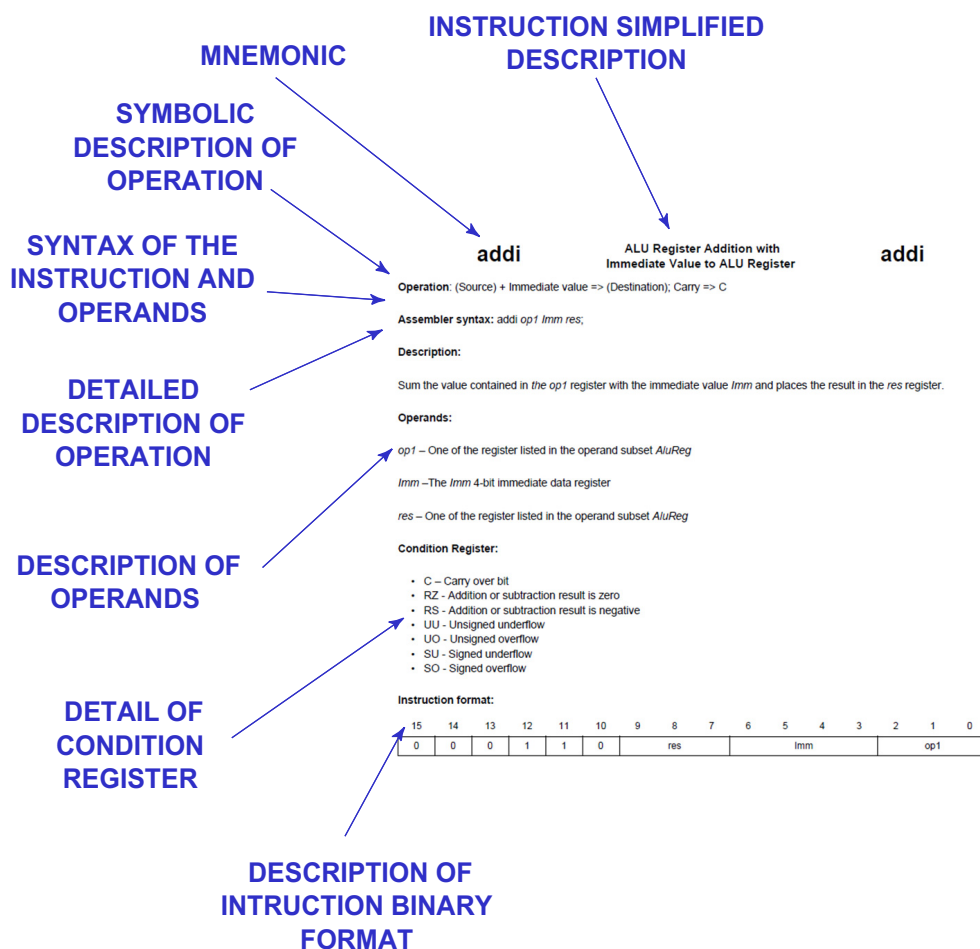 INSTRUCTION SIMPLIFIED
DESCRIPTION
MNEMONIC
SYMBOLIC
DESCRIPTION OF
OPERATION
SYNTAX OF THE
INSTRUCTION AND
OPERANDS
DETAILED
DESCRIPTION OF
OPERATION
DESCRIPTION OF
OPERANDS
DETAIL OF
CONDITION
REGISTER
DESCRIPTION OF
INTRUCTION BINARY
FORMAT
addi
ALU Register Addition with
Immediate Value to ALU Register
addi
Operation: (Source) + Immediate value => (Destination); Carry => C
Assembler syntax: addi op1 Imm res;
Description:
Sum the value contained in the op1 register with the immediate value Imm and places the result in the res register.
Operands:
op1 – One of the register listed in the operand subset AluReg
Imm –The Imm 4-bit immediate data register
res – One of the register listed in the operand subset AluReg
Condition Register:
• C – Carry over bit
• RZ - Addition or subtraction result is zero
• RS - Addition or subtraction result is negative
• UU - Unsigned underflow
• UO - Unsigned overflow
• SU - Signed underflow
• SO - Signed overflow
Instruction format:
15 14 13 12 11 10 9 8 7 6 5 4 3 2 1 0
0 0 0 1 1 0 res Imm op1